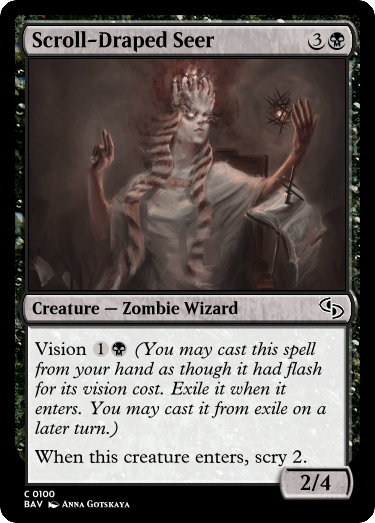 Scroll-Draped Seer 3
Creature — Zombie Wizard
Vision 1 (You may cast this spell
from your hand as though it had flash
for its vision cost. Exile it when it
enters. You may cast it from exile on a
later turn.)
When this creature enters, scry 2.
2/4
C 0100
BAV Anna Gotskaya